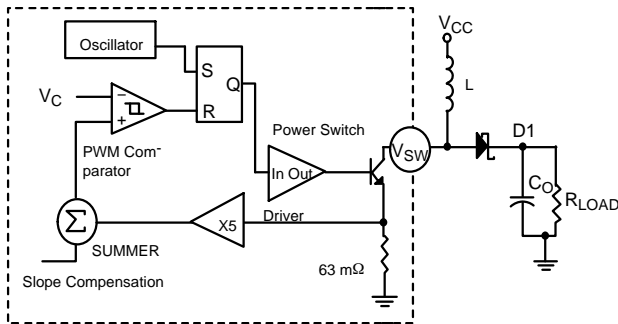 Oscillator
S
Q
R
V_C
−
+
PWM Com-
parator
Power Switch
In Out
Driver
X5
Σ
SUMMER
Slope Compensation
63 mΩ
V_SW
V_CC
L
D1
C_O
R_LOAD